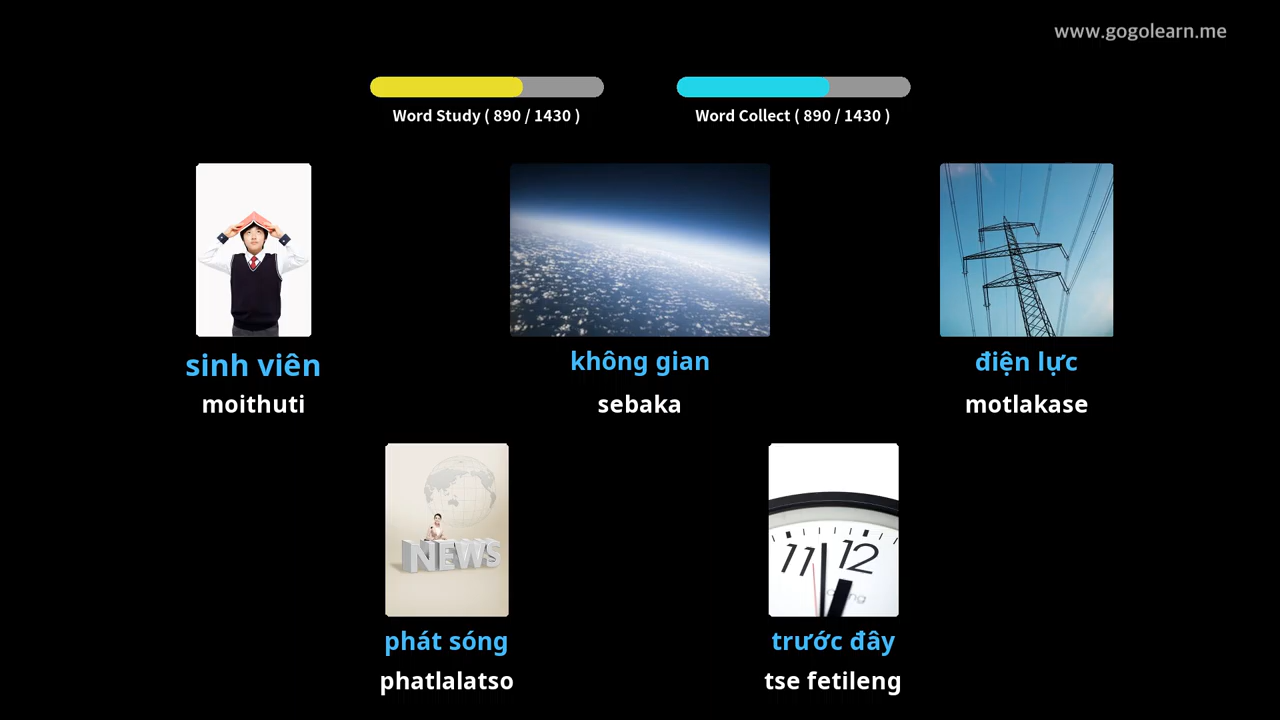 www.gogolearn.me
Word Study ( 890 / 1430 )
Word Collect ( 890 / 1430 )
sinh viên
moithuti
không gian
sebaka
điện lực
motlakase
NEWS
phát sóng
phatlalatso
11 12
trước đây
tse fetileng